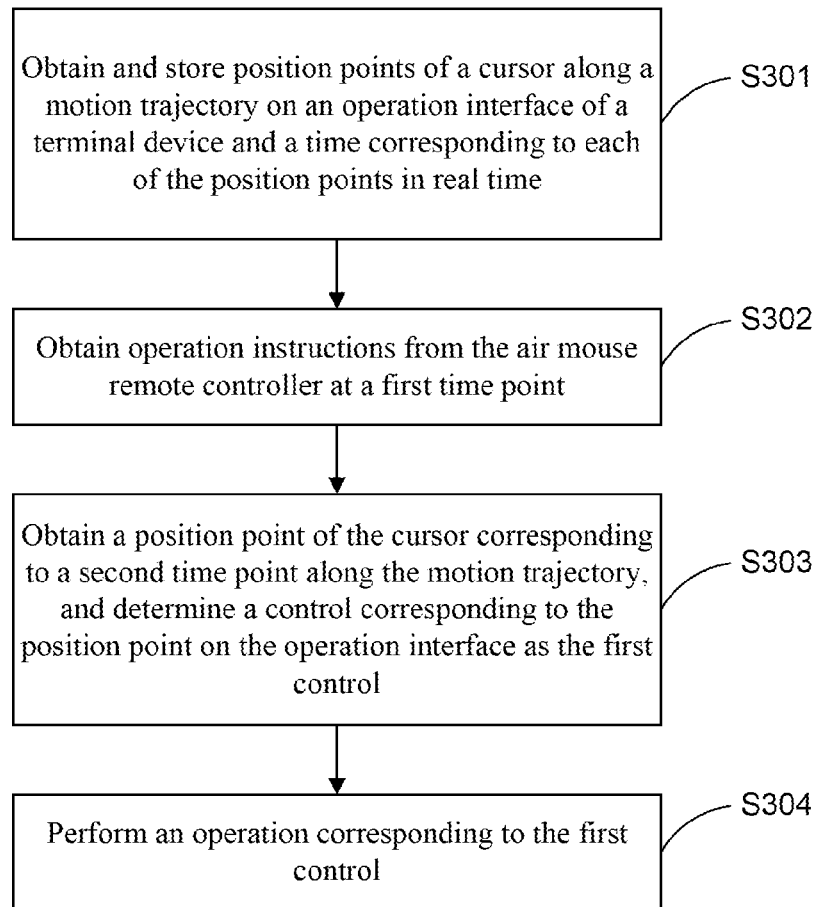 Obtain and store position points of a cursor along a
motion trajectory on an operation interface of a
terminal device and a time corresponding to each
of the position points in real time
S301
Obtain operation instructions from the air mouse
remote controller at a first time point
S302
Obtain a position point of the cursor corresponding
to a second time point along the motion trajectory,
and determine a control corresponding to the
position point on the operation interface as the first
control
S303
Perform an operation corresponding to the first
control
S304